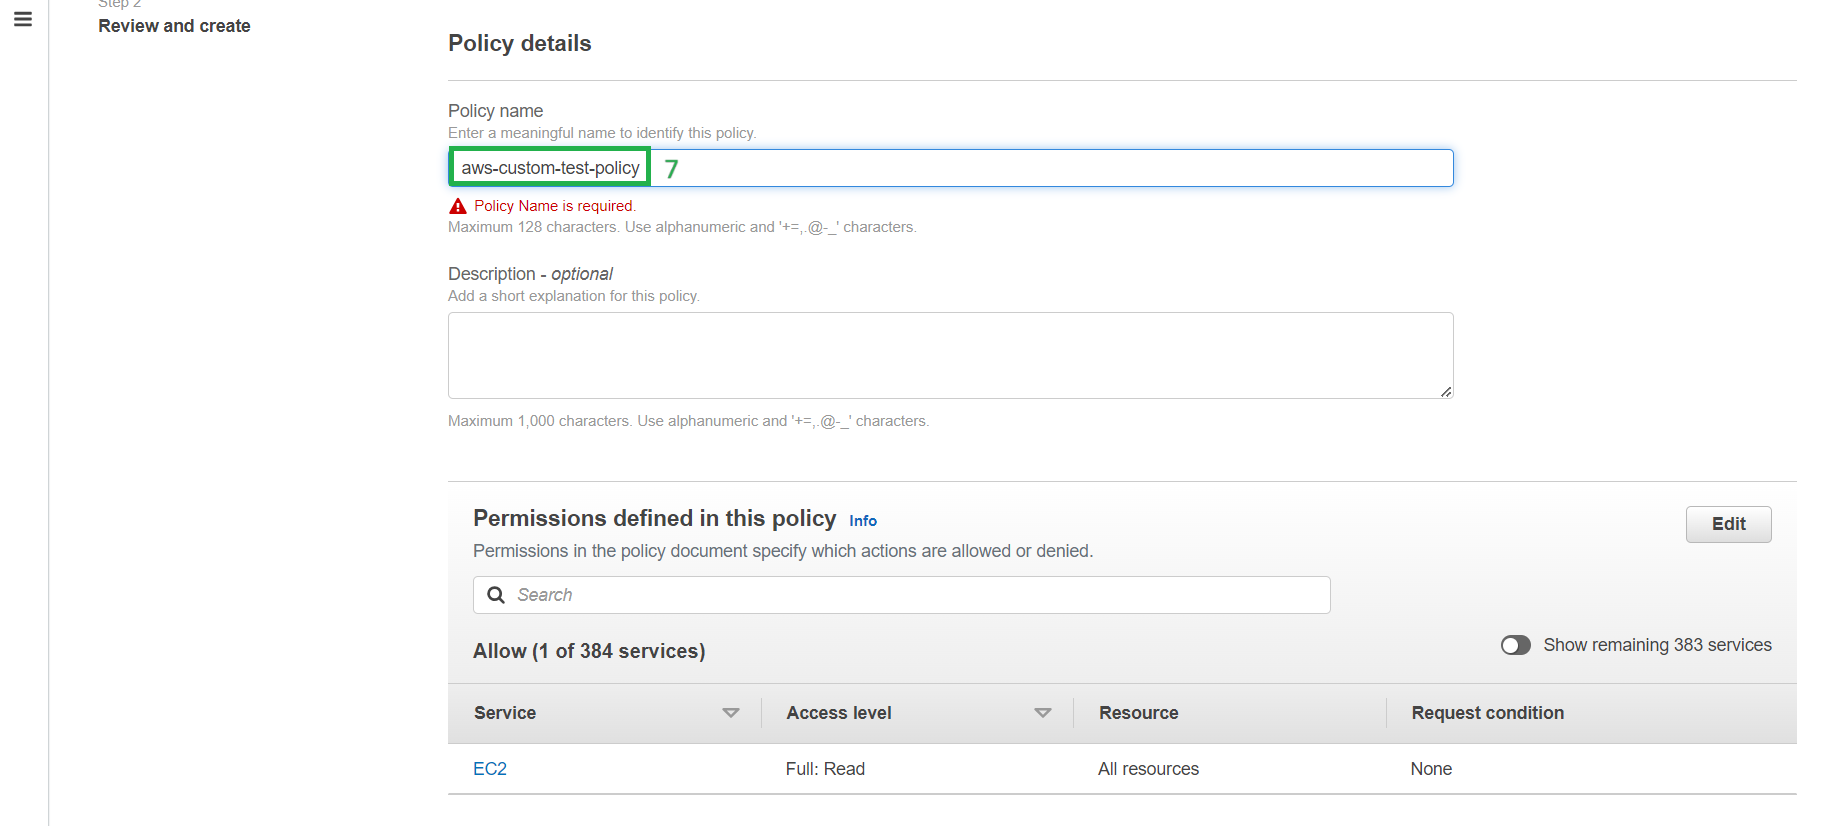 Step 2
Review and create
Policy details
Policy name
Enter a meaningful name to identify this policy.
aws-custom-test-policy 7
Policy Name is required.
Maximum 128 characters. Use alphanumeric and '+=,.@-_' characters.
Description - optional
Add a short explanation for this policy.
Maximum 1,000 characters. Use alphanumeric and '+=,.@-_' characters.
Permissions defined in this policy Info
Edit
Permissions in the policy document specify which actions are allowed or denied.
Search
Allow (1 of 384 services)
Show remaining 383 services
Service Access level Resource Request condition
EC2 Full: Read All resources None